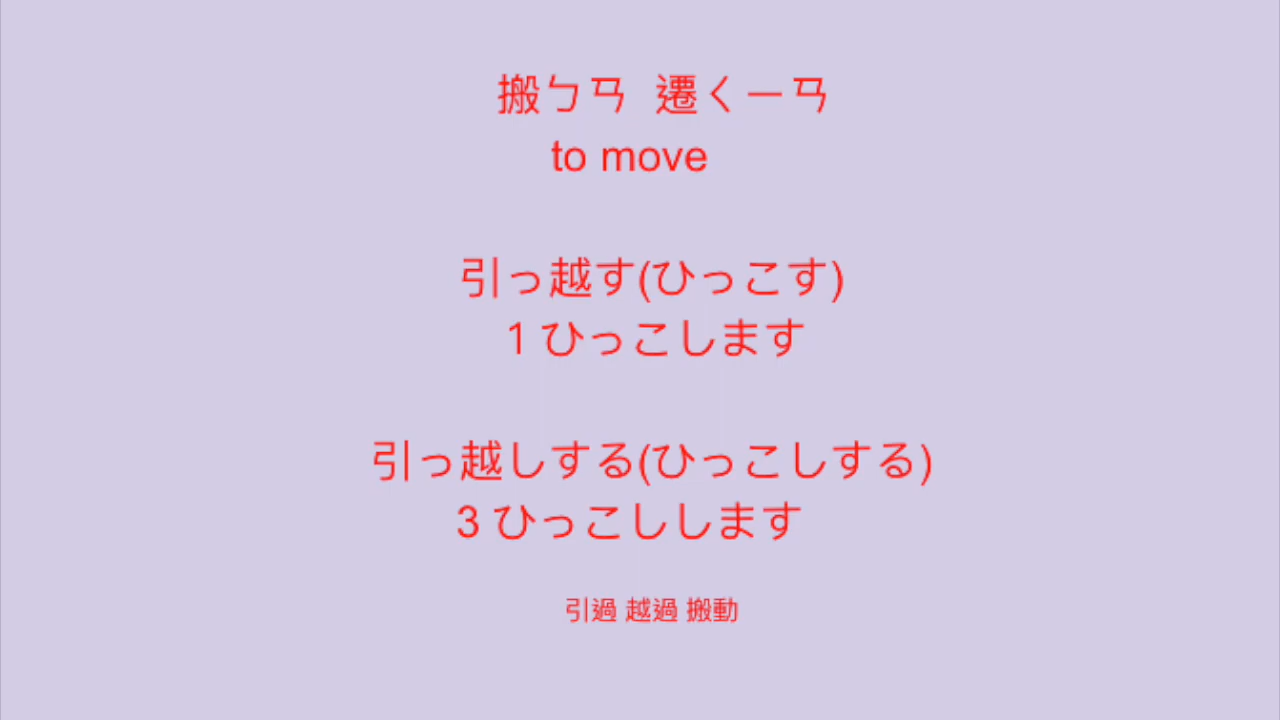 搬ㄅㄢ 遷ㄑㄧㄢ
to move
引っ越す(ひっこす)
1 ひっこします
引っ越しする(ひっこしする)
3 ひっこしします
引過 越過 搬動